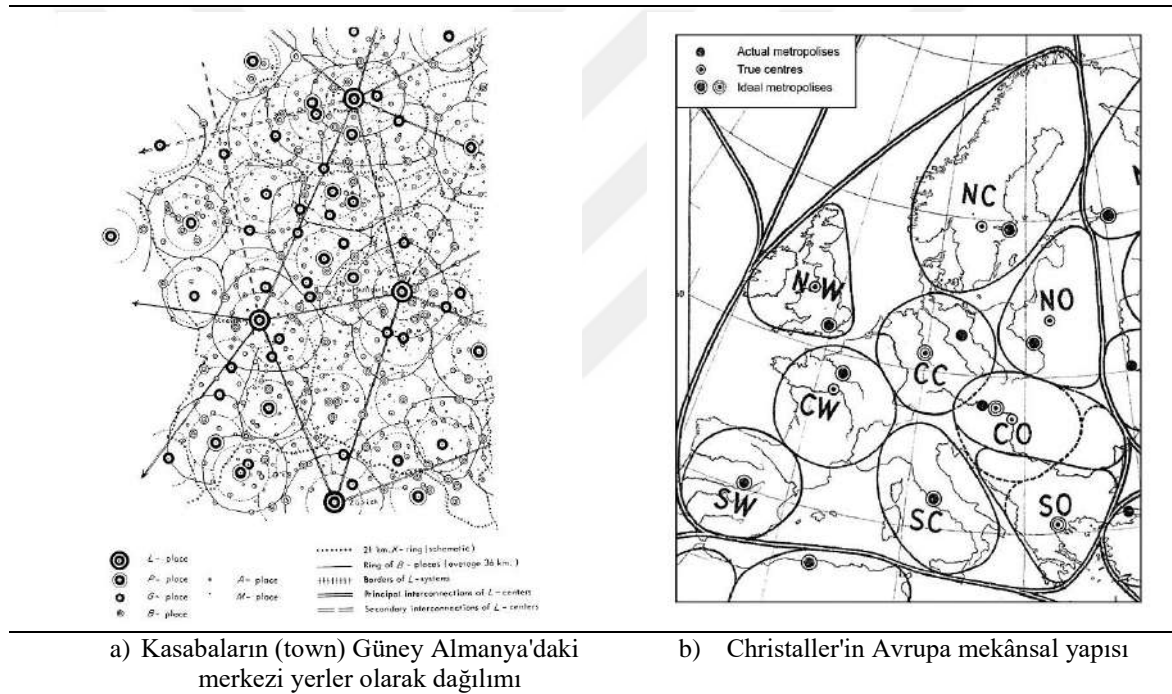 Zürich
L - place
P - place
G - place
B - place
A - place
M - place
21 km. K - ring (schematic)
Ring of B - places (average 36 km.)
Borders of L - systems
Principal interconnections of L - centers
Secondary interconnections of L - centers
a) Kasabaların (town) Güney Almanya'daki
merkezi yerler olarak dağılımı
Actual metropolises
True centres
Ideal metropolises
NC
NW
NO
CC
CW
CO
SW
SC
SO
b) Christaller'in Avrupa mekânsal yapısı